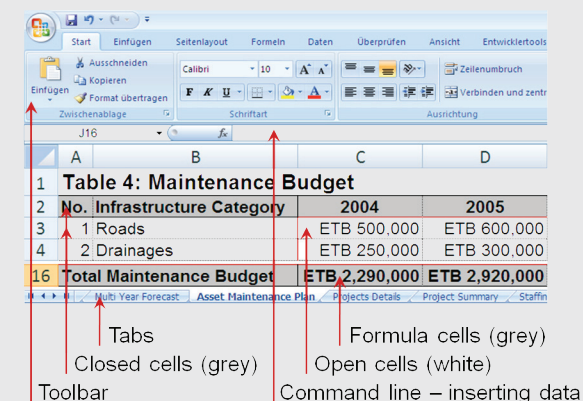 Start Einfügen Seitenlayout Formeln Daten Überprüfen Ansicht Entwicklertools
Ausschneiden
Kopieren
Format übertragen
Einfügen
Zwischenablage
Calibri 10 A A
F K U A
Schriftart
Zeilenumbruch
Verbinden und zentr
Ausrichtung
J16 fx
A B C D
1 Table 4: Maintenance Budget
2 No. Infrastructure Category 2004 2005
3 1 Roads ETB 500,000 ETB 600,000
4 2 Drainages ETB 250,000 ETB 300,000
16 Total Maintenance Budget ETB 2,290,000 ETB 2,920,000
Multi Year Forecast Asset Maintenance Plan Projects Details Project Summary Staffin
Tabs Formula cells (grey)
Closed cells (grey) Open cells (white)
Toolbar Command line – inserting data